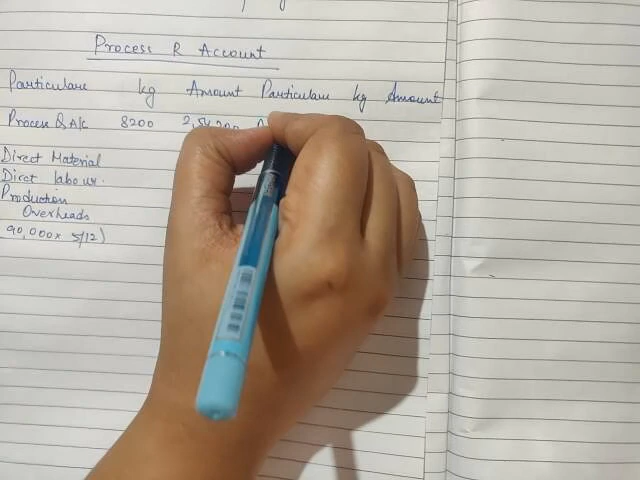 Process R Account
Particulars kg Amount Particulars kg Amount
Process Q A/c 8200
Direct Material
Dirct labour.
Production
Overheads
90,000 x 5/12)